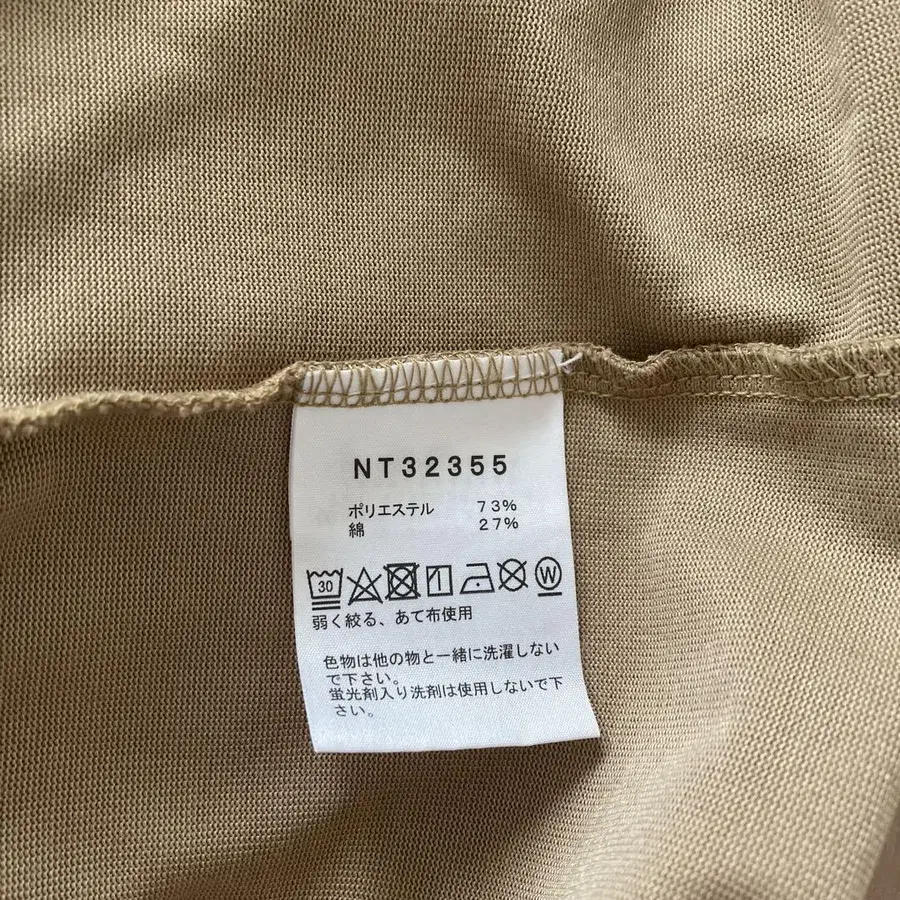 NT32355
ポリエステル 73%
綿 27%
30 W
弱く絞る、あて布使用
色物は他の物と一緒に洗濯しない
で下さい。
蛍光剤入り洗剤は使用しないで下
さい。